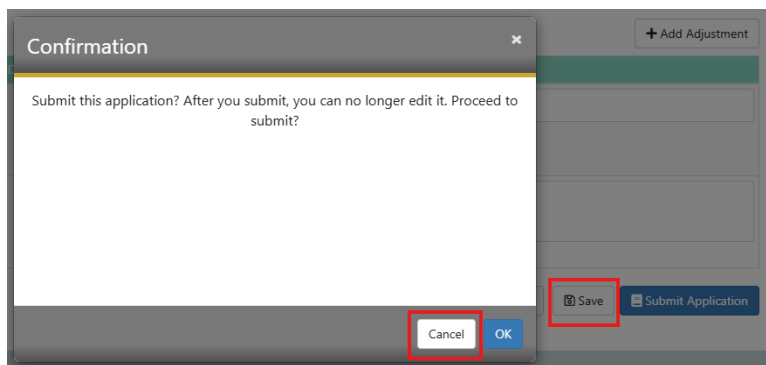 Confirmation
×
+ Add Adjustment
Submit this application? After you submit, you can no longer edit it. Proceed to
submit?
Save
Submit Application
Cancel
OK